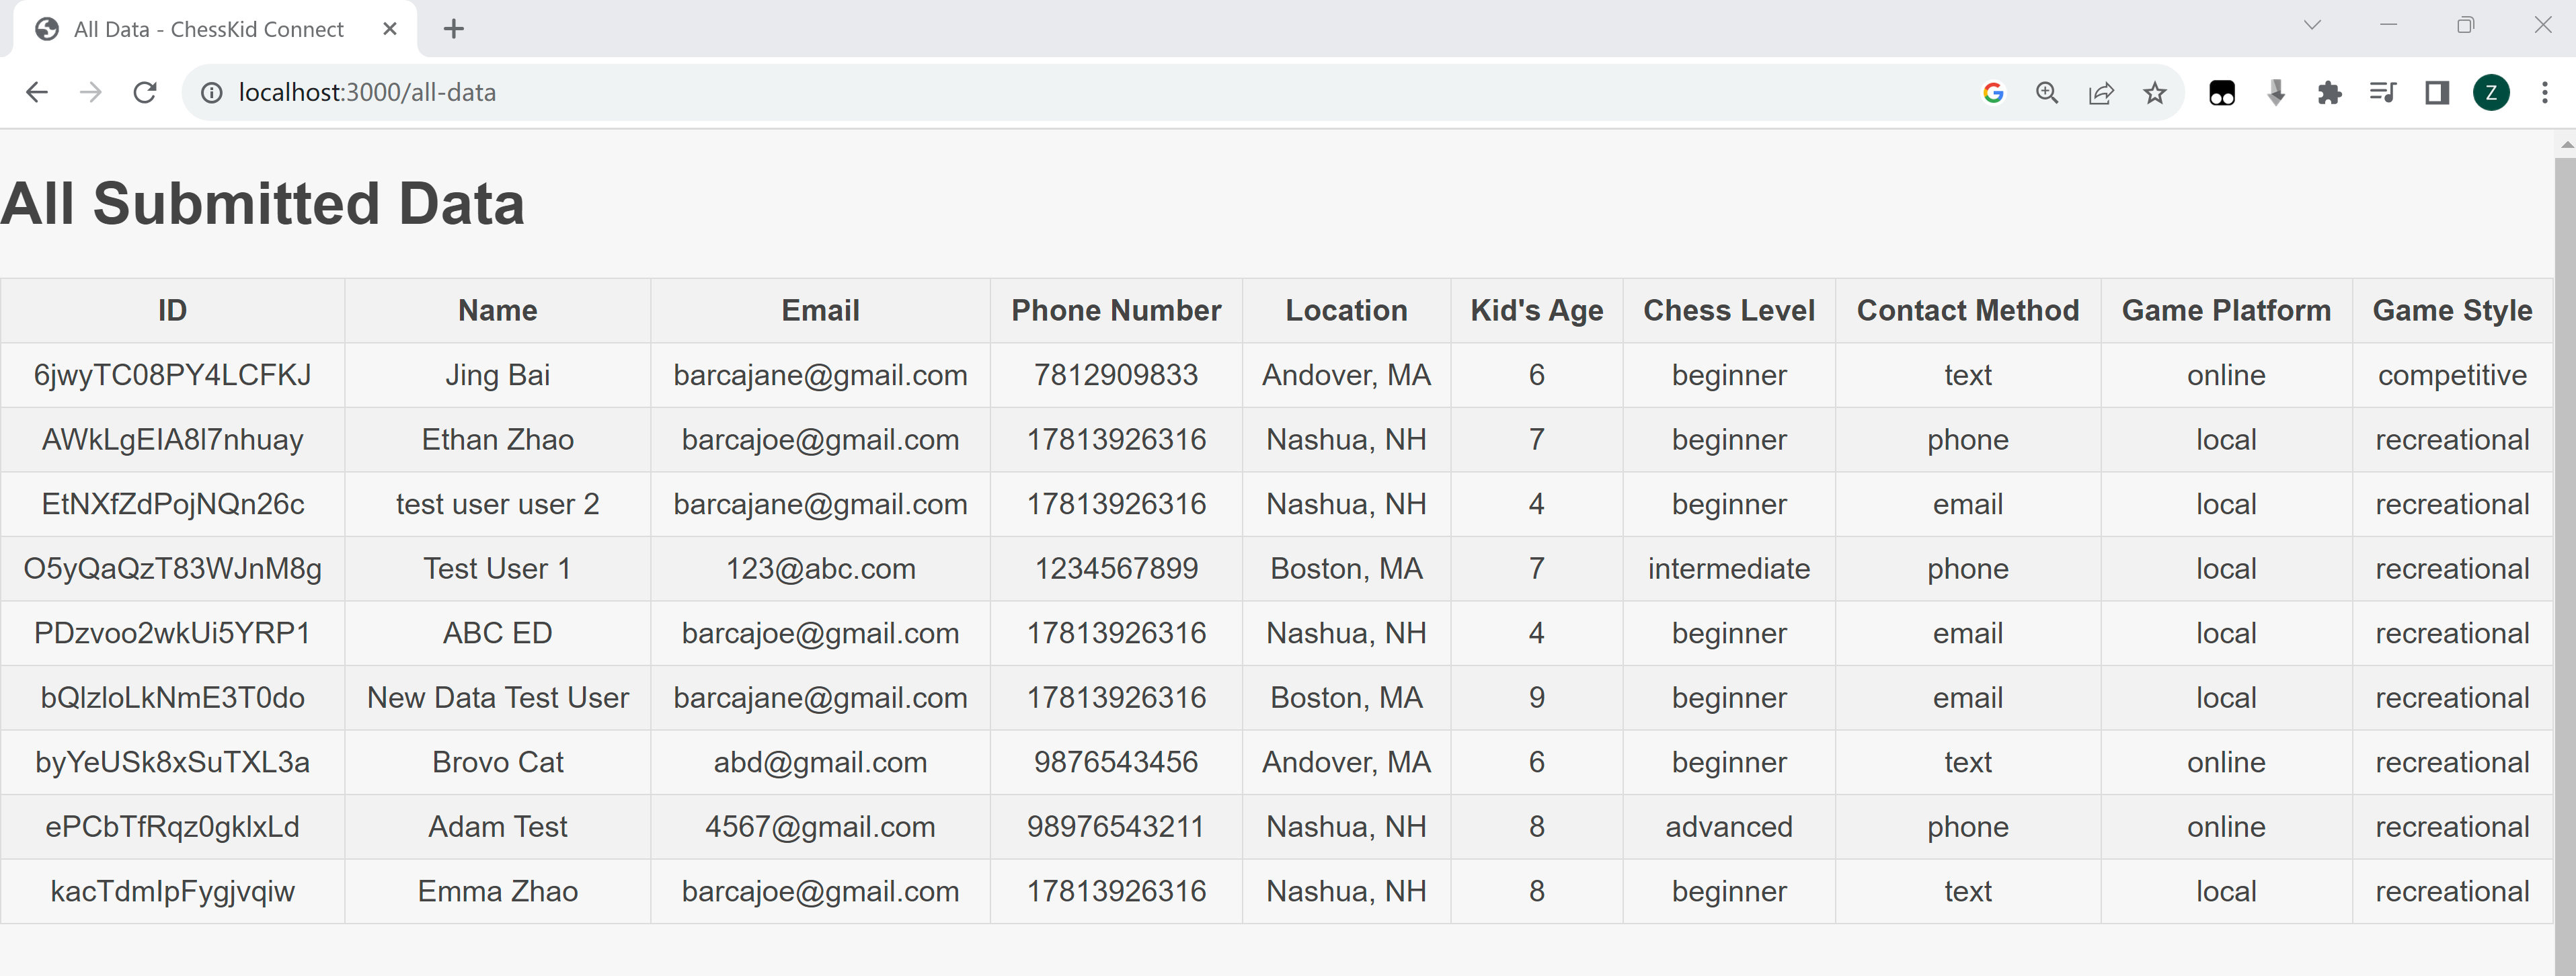 All Data - ChessKid Connect
localhost:3000/all-data
Z
All Submitted Data
ID Name Email Phone Number Location Kid's Age Chess Level Contact Method Game Platform Game Style
6jwyTC08PY4LCFKJ Jing Bai barcajane@gmail.com 7812909833 Andover, MA 6 beginner text online competitive
AWkLgEIA8l7nhuay Ethan Zhao barcajoe@gmail.com 17813926316 Nashua, NH 7 beginner phone local recreational
EtNXfZdPojNQn26c test user user 2 barcajane@gmail.com 17813926316 Nashua, NH 4 beginner email local recreational
O5yQaQzT83WJnM8g Test User 1 123@abc.com 1234567899 Boston, MA 7 intermediate phone local recreational
PDzvoo2wkUi5YRP1 ABC ED barcajoe@gmail.com 17813926316 Nashua, NH 4 beginner email local recreational
bQlzloLkNmE3T0do New Data Test User barcajane@gmail.com 17813926316 Boston, MA 9 beginner email local recreational
byYeUSk8xSuTXL3a Brovo Cat abd@gmail.com 9876543456 Andover, MA 6 beginner text online recreational
ePCbTfRqz0gklxLd Adam Test 4567@gmail.com 98976543211 Nashua, NH 8 advanced phone online recreational
kacTdmIpFygjvqiw Emma Zhao barcajoe@gmail.com 17813926316 Nashua, NH 8 beginner text local recreational